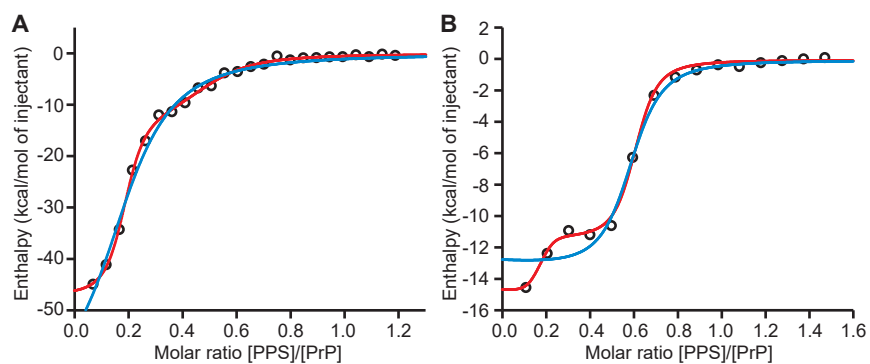 A
B
Enthalpy (kcal/mol of injectant)
0
-10
-20
-30
-40
-50
0.0 0.2 0.4 0.6 0.8 1.0 1.2
Molar ratio [PPS]/[PrP]
Enthalpy (kcal/mol of injectant)
2
0
-2
-4
-6
-8
-10
-12
-14
-16
0.0 0.2 0.4 0.6 0.8 1.0 1.2 1.4 1.6
Molar ratio [PPS]/[PrP]